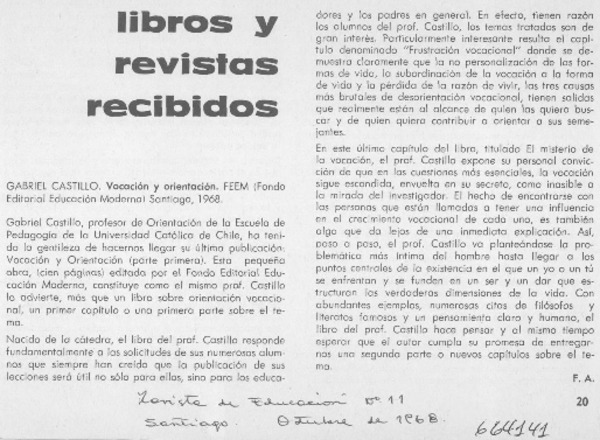 libros y
revistas
recibidos
GABRIEL CASTILLO. Vocación y orientación. FEEM (Fondo
Editorial Educación Moderna) Santiago, 1968.
Gabriel Castillo, profesor de Orientación de la Escuela de
Pedagogía de la Universidad Católica de Chile, ha teni-
do la gentileza de hacernos llegar su última publicación:
Vocación y Orientación (parte primera). Esta pequeña
obra, (cien páginas) editado por el Fondo Editorial Edu-
cación Moderna, constituye como el mismo prof. Castillo
lo advierte, más que un libro sobre orientación vocacio-
nal, un primer capítulo o una primera parte sobre el te-
ma.
Nacido de la cátedra, el libro del prof. Castillo responde
fundamentalmente a las solicitudes de sus numerosos alum-
nos que siempre han creído que la publicación de sus
lecciones será útil no sólo para ellos, sino para los educa-
dores y los padres en general. En efecto, tienen razón
los alumnos del prof. Castillo, los temas tratados son de
gran interés. Particularmente interesante resulta el capí-
tulo denominado "Frustración vocacional" donde se de-
muestra claramente que la no personalización de las for-
mas de vida, la subordinación de la vocación a la forma
de vida y la pérdida de la razón de vivir, las tres causas
más brutales de desorientación vocacional, tienen salidas
que realmente están al alcance de quien las quiera bus-
car y de quien quiera contribuir a orientar a sus seme-
jantes.
En este último capítulo del libro, titulado El misterio de
la vocación, el prof. Castillo expone su personal convic-
ción de que en las cuestiones más esenciales, la vocación
sigue escondida, envuelta en su secreto, como inasible a
la mirada del investigador. El hecho de encontrarse con
las personas que están llamadas a tener una influencia
en el crecimiento vocacional de cada uno, es también
algo que da lejos de una inmediata explicación. Así,
paso a paso, el prof. Castillo va planteándose la pro-
blemática más íntima del hombre hasta llegar a los
puntos centrales de la existencia en el que un yo a un tú
se enfrentan y se funden en un ser y un dar que es-
tructuran las verdaderas dimensiones de la vida. Con
abundantes ejemplos, numerosas citas de filósofos y
literatos famosos y un pensamiento claro y humano, el
libro del prof. Castillo hace pensar y al mismo tiempo
esperar que el autor cumpla su promesa de entregar-
nos una segunda parte o nuevos capítulos sobre el te-
ma.
F. A.
20
Revista de Educación nº 11
Santiago. Octubre de 1968.
664141